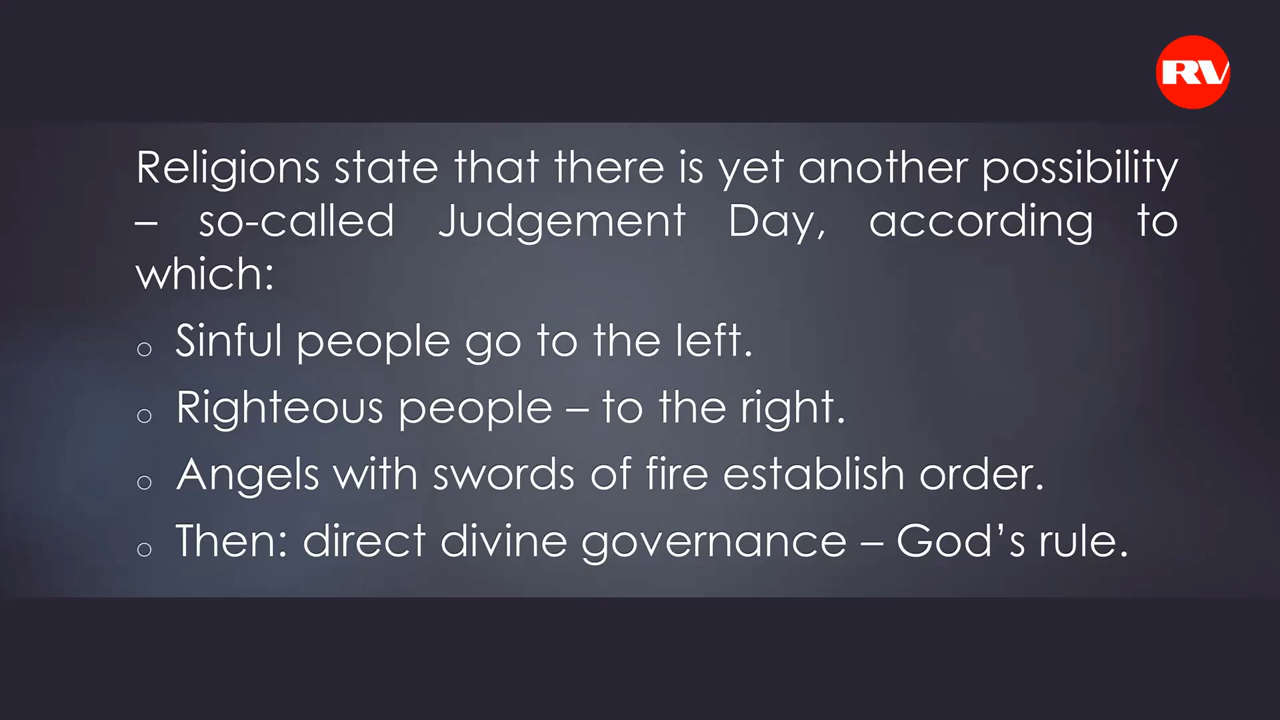 RV
Religions state that there is yet another possibility
– so-called Judgement Day, according to
which:
o Sinful people go to the left.
o Righteous people – to the right.
o Angels with swords of fire establish order.
o Then: direct divine governance – God’s rule.